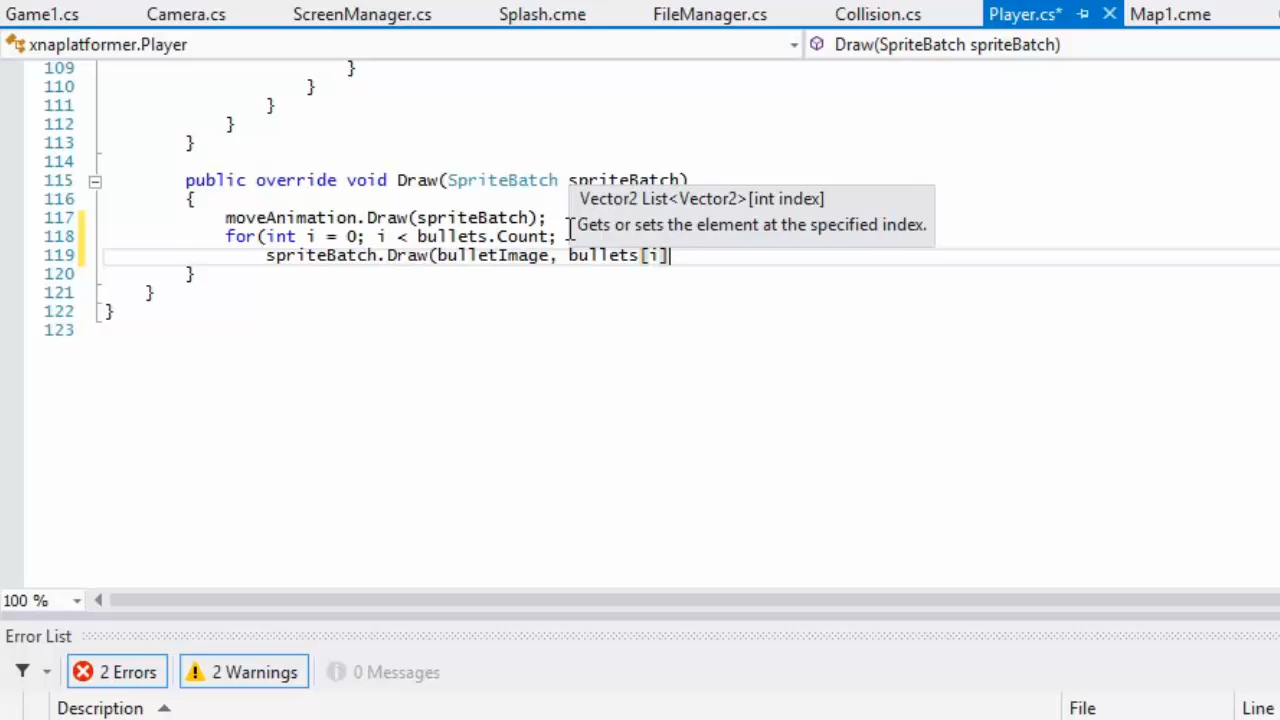 Game1.cs Camera.cs ScreenManager.cs Splash.cme FileManager.cs Collision.cs Player.cs* Map1.cme
xnaplatformer.Player Draw(SpriteBatch spriteBatch)
109 }
110 }
111 }
112 }
113 }
114
115 public override void Draw(SpriteBatch spriteBatch)
116 {
Vector2 List<Vector2>[int index]
117 moveAnimation.Draw(spriteBatch);
Gets or sets the element at the specified index.
118 for(int i = 0; i < bullets.Count;
119 spriteBatch.Draw(bulletImage, bullets[i]
120 }
121 }
122 }
123
100 %
Error List
2 Errors 2 Warnings 0 Messages
Description File Line